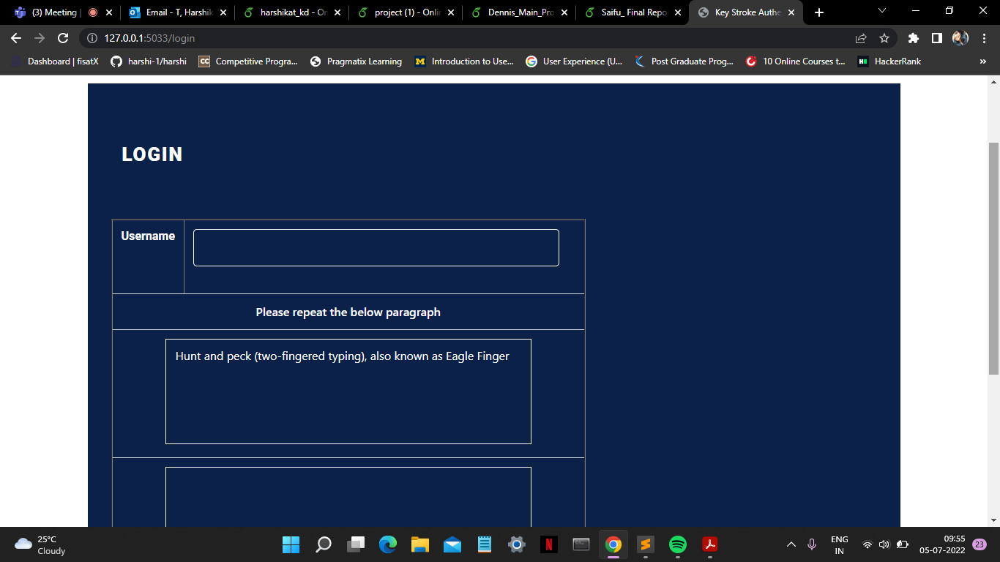 (3) Meeting |
Email - T, Harshik
harshikat_kd - On
project (1) - Onlin
Dennis_Main_Pro
Saifu_ Final Repo
Key Stroke Authe
127.0.0.1:5033/login
Dashboard | fisatX
harshi-1/harshi
CC
Competitive Progra...
Pragmatix Learning
M
Introduction to Use...
User Experience (U...
Post Graduate Prog...
10 Online Courses t...
H
HackerRank
»
LOGIN
Username
Please repeat the below paragraph
Hunt and peck (two-fingered typing), also known as Eagle Finger
25°C
Cloudy
ENG
IN
09:55
05-07-2022
23